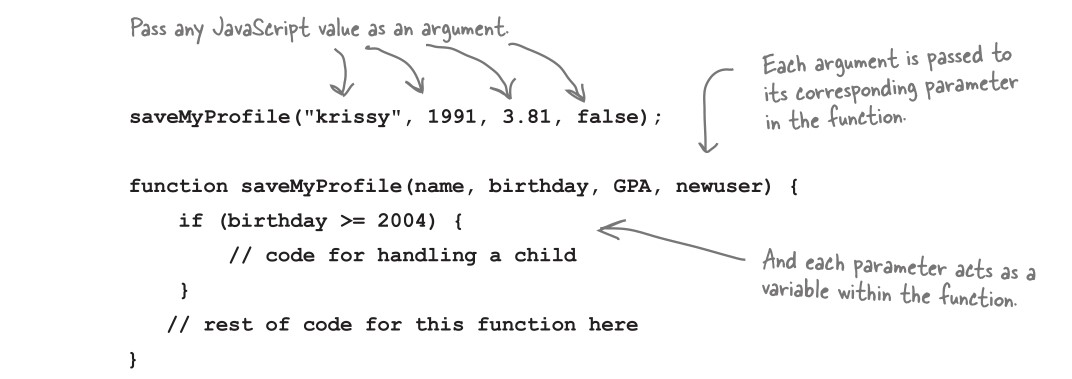 Pass any JavaScript value as an argument.
saveMyProfile("krissy", 1991, 3.81, false);
Each argument is passed to
its corresponding parameter
in the function.
function saveMyProfile(name, birthday, GPA, newuser) {
if (birthday >= 2004) {
// code for handling a child
}
And each parameter acts as a
variable within the function.
// rest of code for this function here
}